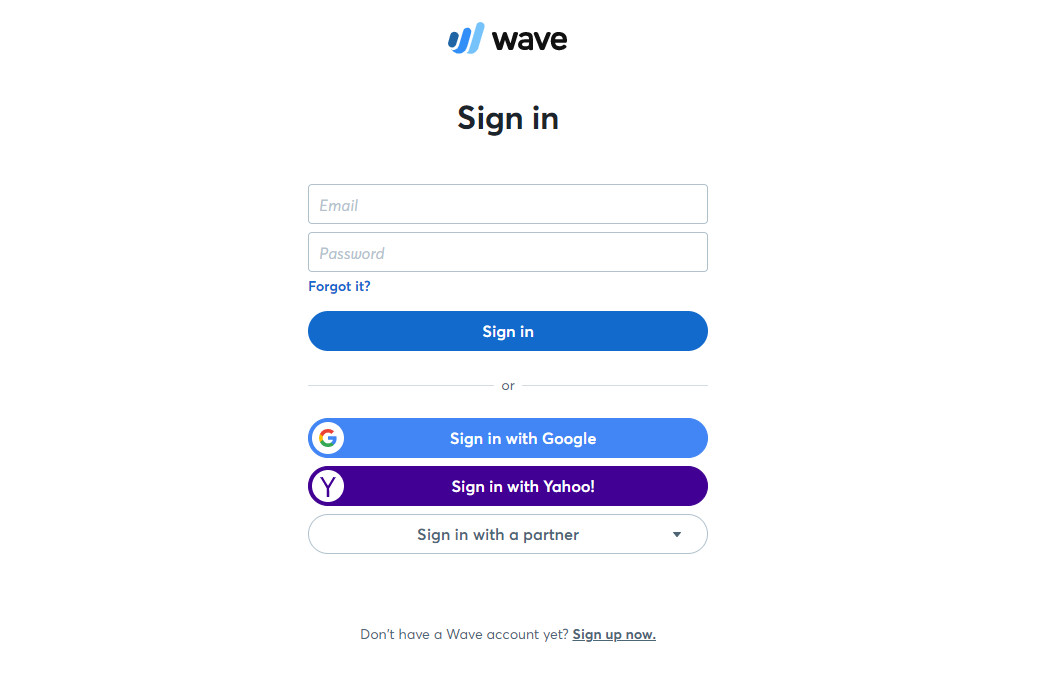 wave
Sign in
Email
Password
Forgot it?
Sign in
or
G Sign in with Google
Y Sign in with Yahoo!
Sign in with a partner
Don't have a Wave account yet? Sign up now.